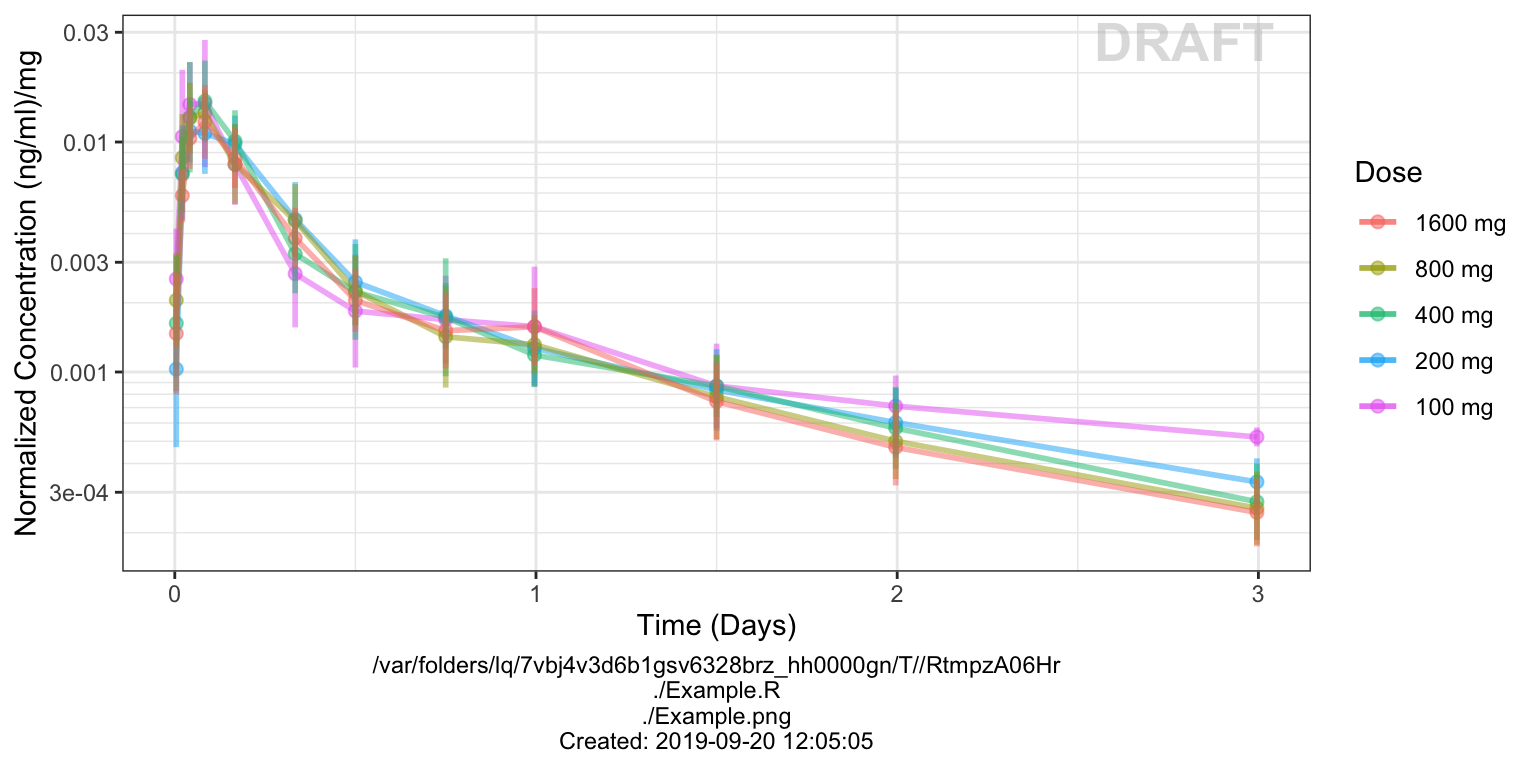 DRAFT
Normalized Concentration (ng/ml)/mg
0.03
0.01
0.003
0.001
3e-04
0
1
2
3
Time (Days)
Dose
1600 mg
800 mg
400 mg
200 mg
100 mg
/var/folders/lq/7vbj4v3d6b1gsv6328brz_hh0000gn/T//RtmpzA06Hr
./Example.R
./Example.png
Created: 2019-09-20 12:05:05